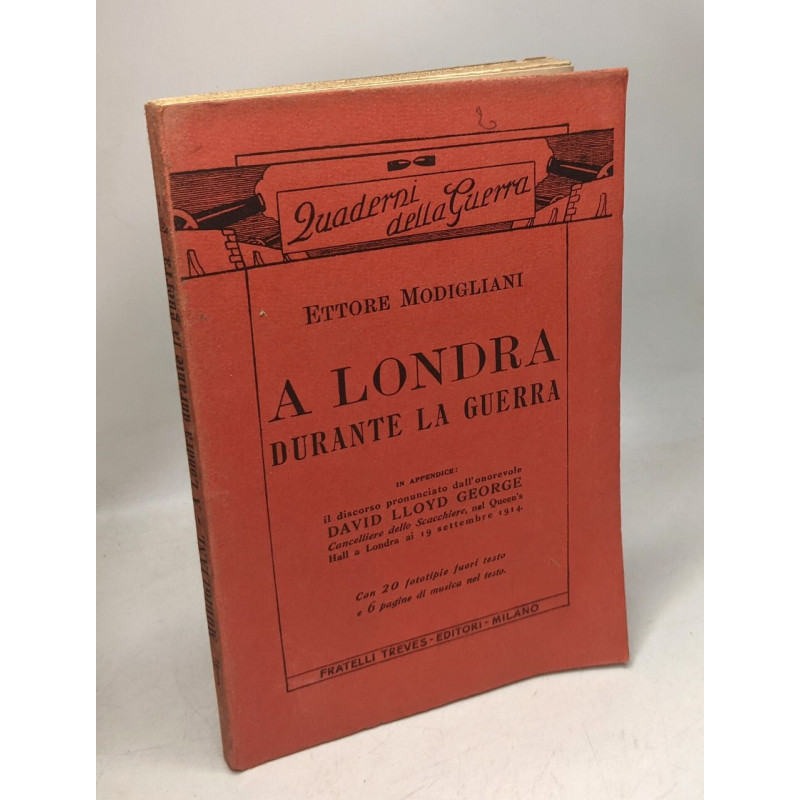 Quaderni
della Guerra
ETTORE MODIGLIANI
A LONDRA
DURANTE LA GUERRA
IN APPENDICE:
il discorso pronunciato dall'onorevole
DAVID LLOYD GEORGE
Cancelliere dello Scacchiere, nel Queen's
Hall a Londra ai 19 settembre 1914.
Con 20 fototipie fuori testo
e 6 pagine di musica nel testo.
FRATELLI TREVES - EDITORI - MILANO